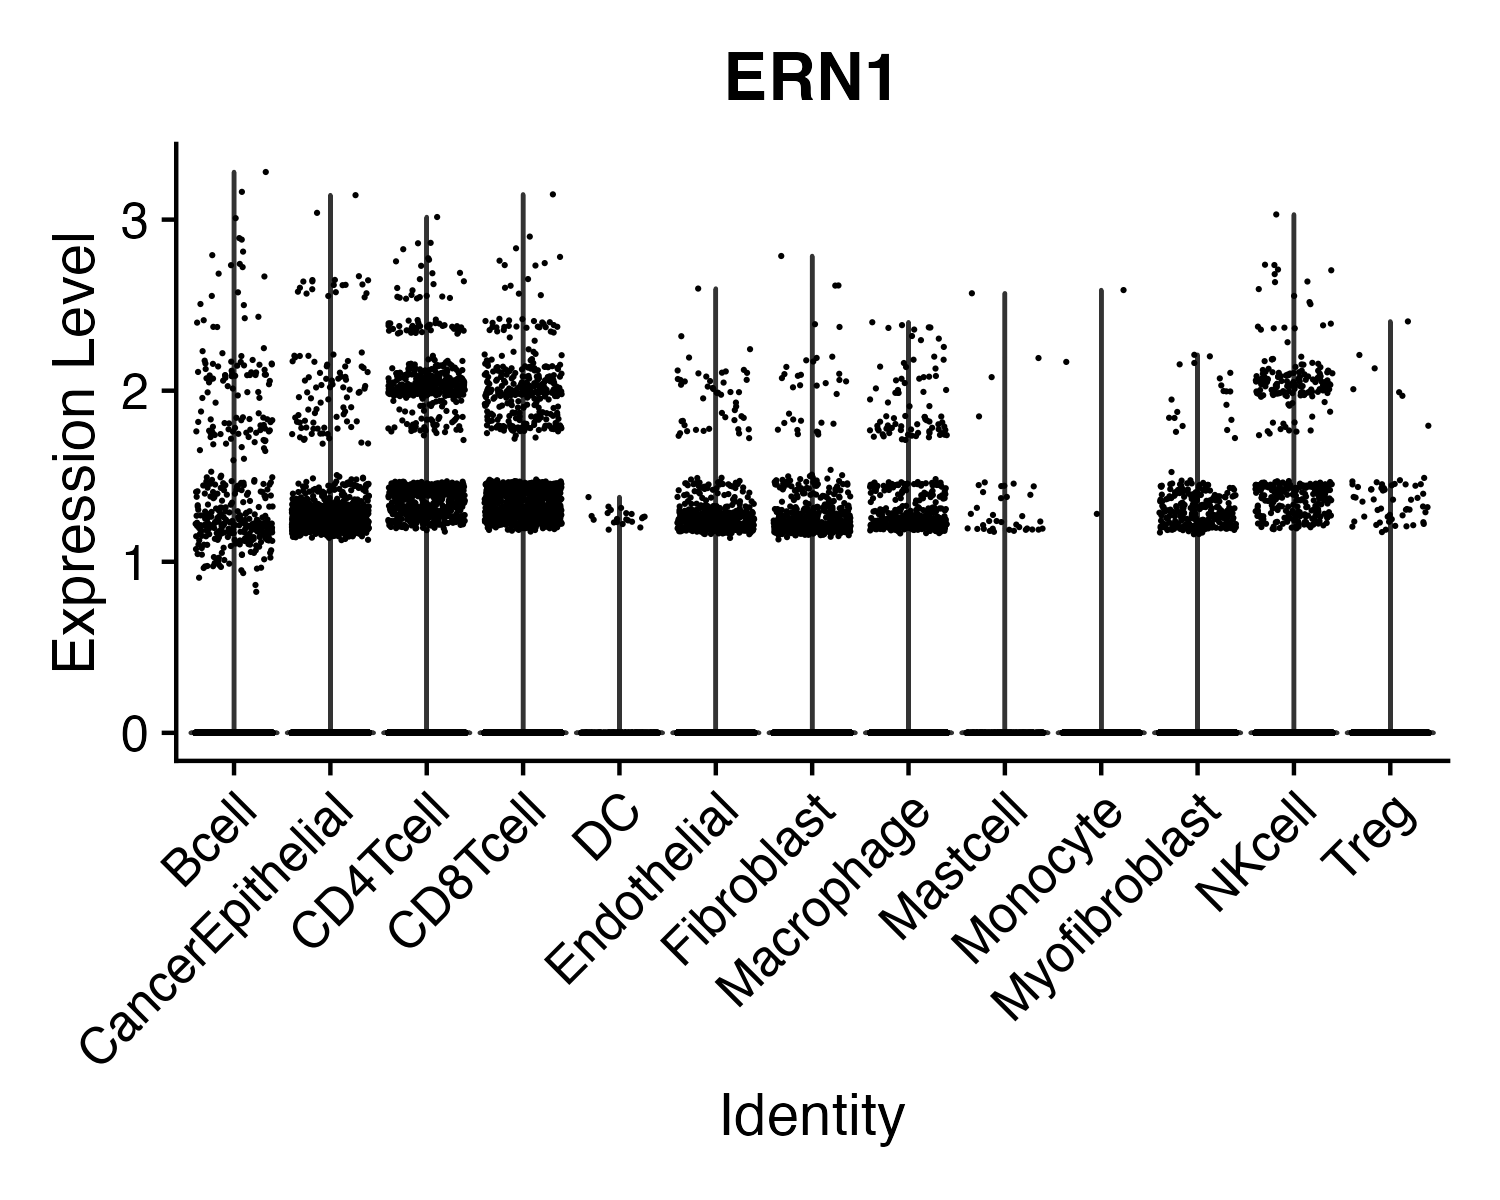 ERN1
Expression Level
3
2
1
0
Bcell
CancerEpithelial
CD4Tcell
CD8Tcell
DC
Endothelial
Fibroblast
Macrophage
Mastcell
Monocyte
Myofibroblast
NKcell
Treg
Identity